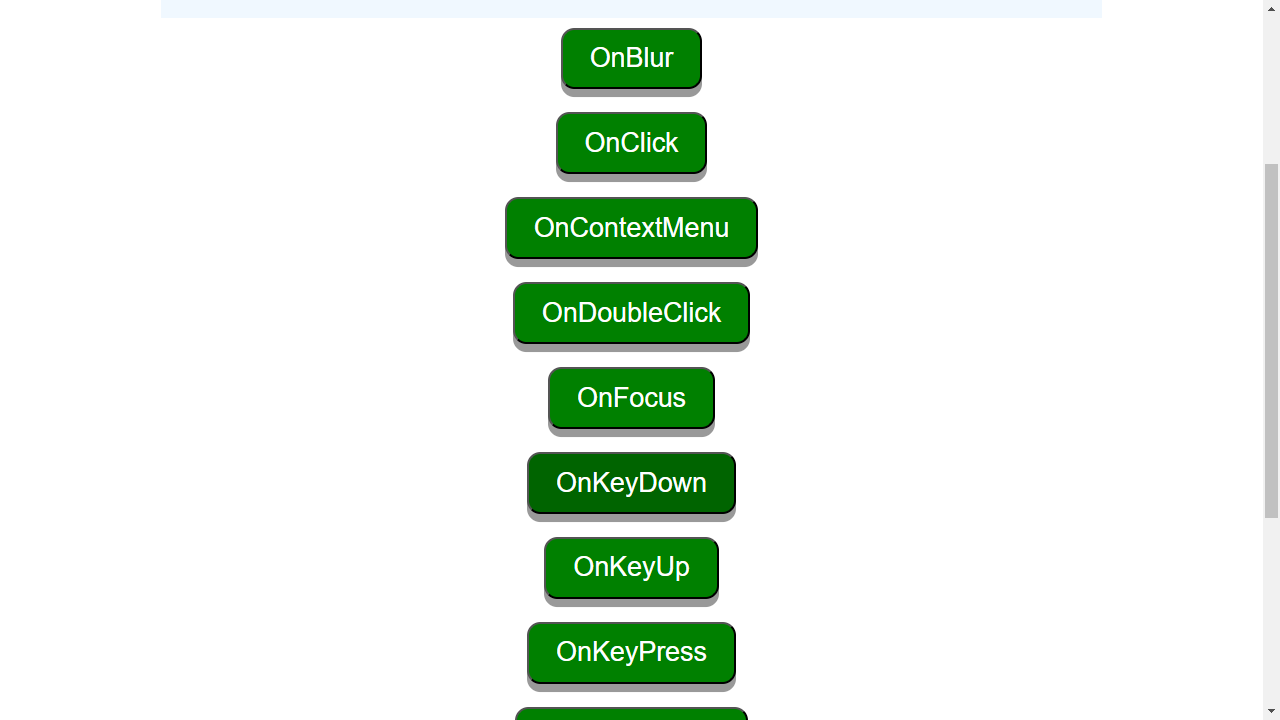 OnBlur
OnClick
OnContextMenu
OnDoubleClick
OnFocus
OnKeyDown
OnKeyUp
OnKeyPress